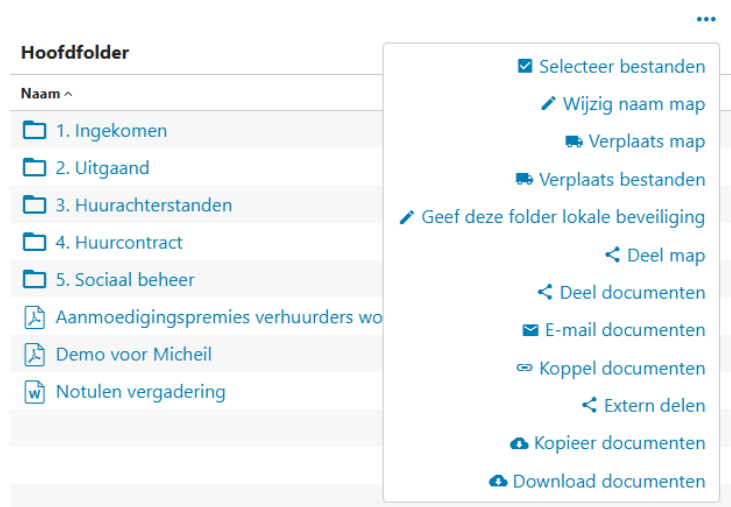 Hoofdfolder
Naam
1. Ingekomen
2. Uitgaand
3. Huurachterstanden
4. Huurcontract
5. Sociaal beheer
Aanmoedigingspremies verhuurders wo
Demo voor Micheil
Notulen vergadering
Selecteer bestanden
Wijzig naam map
Verplaats map
Verplaats bestanden
Geef deze folder lokale beveiliging
Deel map
Deel documenten
E-mail documenten
Koppel documenten
Extern delen
Kopieer documenten
Download documenten